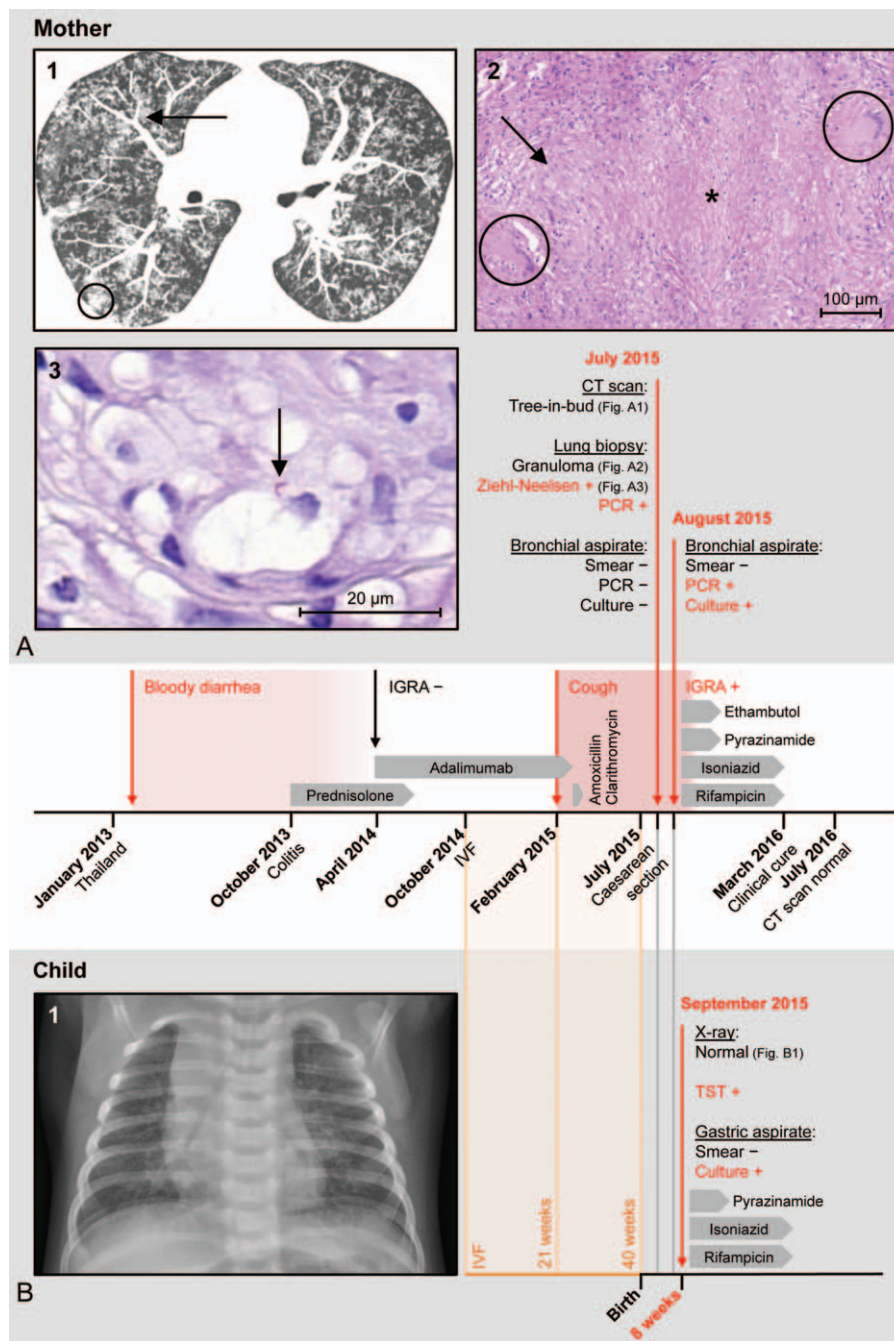 Mother
1
2
100 µm
3
20 µm
July 2015
CT scan:
Tree-in-bud (Fig. A1)
Lung biopsy:
Granuloma (Fig. A2)
Ziehl-Neelsen + (Fig. A3)
PCR +
Bronchial aspirate:
Smear −
PCR −
Culture −
August 2015
Bronchial aspirate:
Smear −
PCR +
Culture +
A
Bloody diarrhea
IGRA −
Cough
IGRA +
Ethambutol
Pyrazinamide
Isoniazid
Rifampicin
Adalimumab
Prednisolone
Amoxicillin
Clarithromycin
January 2013
Thailand
October 2013
Colitis
April 2014
October 2014
IVF
February 2015
July 2015
Caesarean
section
March 2016
Clinical cure
July 2016
CT scan normal
Child
1
September 2015
X-ray:
Normal (Fig. B1)
TST +
Gastric aspirate:
Smear −
Culture +
Pyrazinamide
Isoniazid
Rifampicin
IVF
21 weeks
40 weeks
B
Birth
8 weeks
*